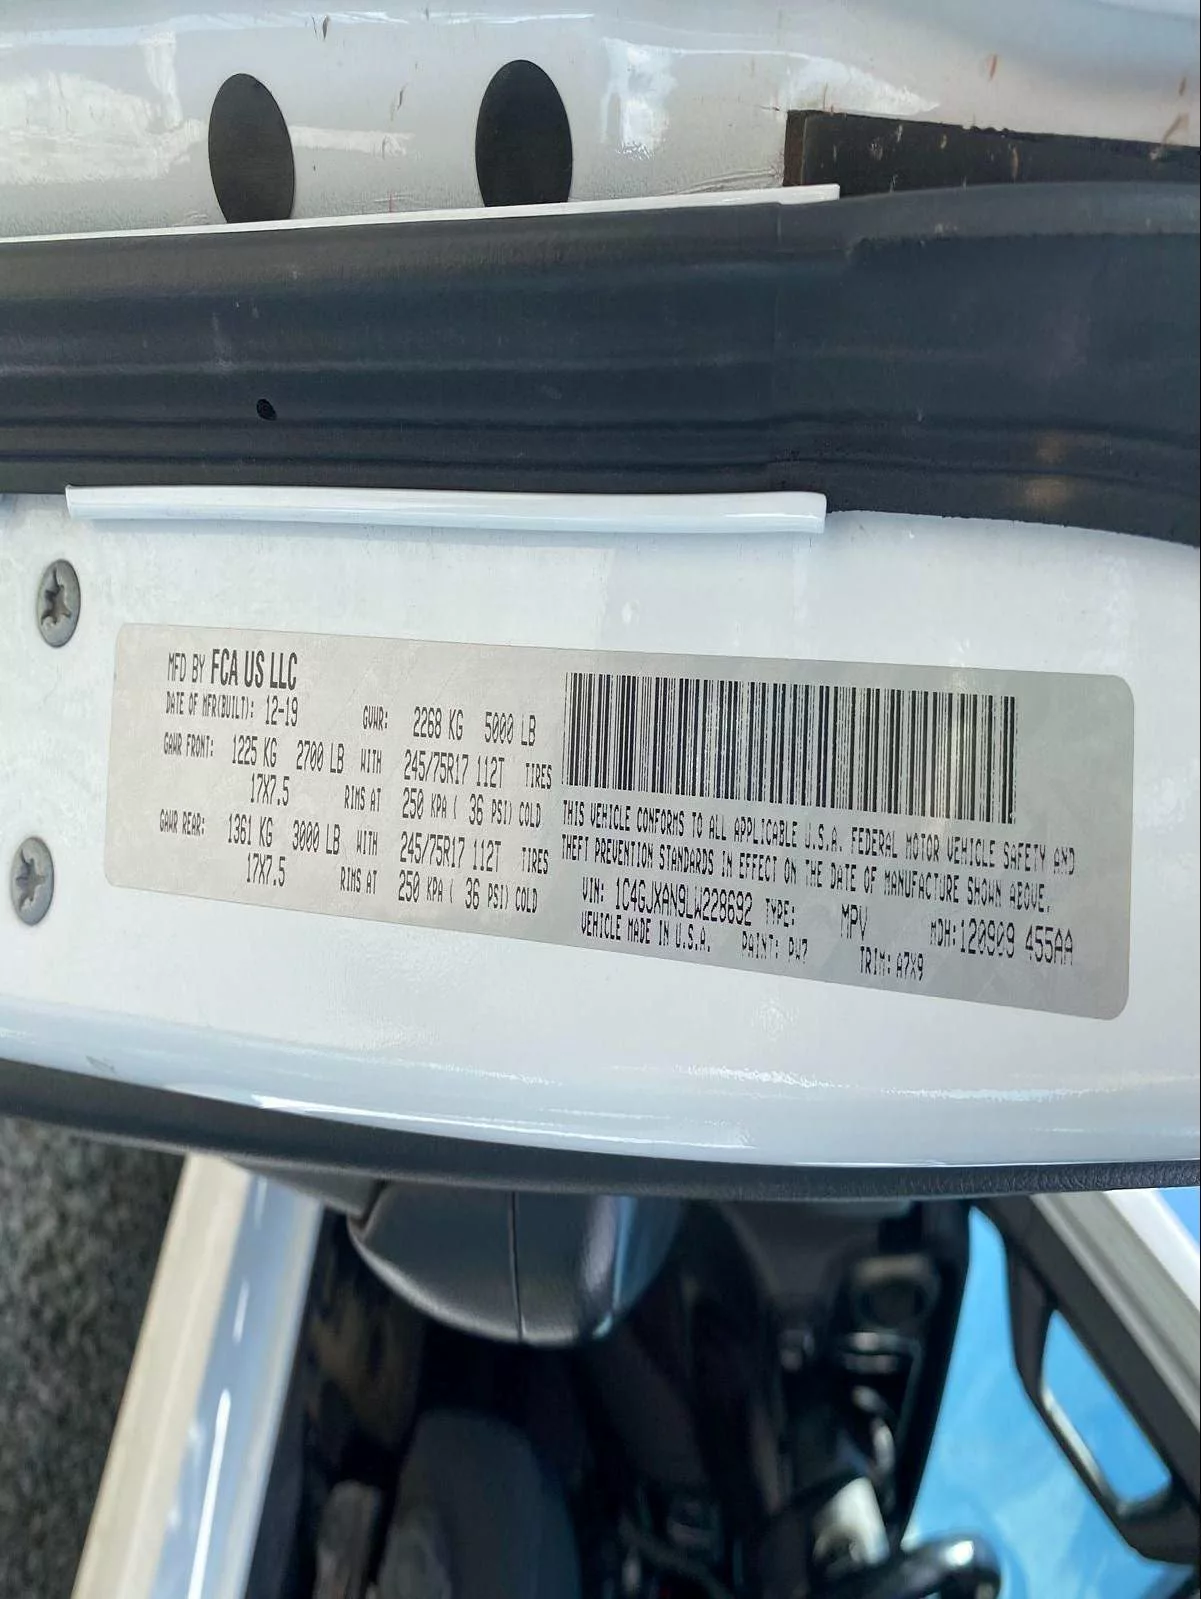 MFD BY FCA US LLC
DATE OF MFR(BUILT): 12-19 GVWR: 2268 KG 5000 LB
GAWR FRONT: 1225 KG 2700 LB WITH 245/75R17 112T TIRES
17X7.5 RIMS AT 250 KPA ( 36 PSI) COLD
GAWR REAR: 1361 KG 3000 LB WITH 245/75R17 112T TIRES
17X7.5 RIMS AT 250 KPA ( 36 PSI) COLD
THIS VEHICLE CONFORMS TO ALL APPLICABLE U.S.A. FEDERAL MOTOR VEHICLE SAFETY AND
THEFT PREVENTION STANDARDS IN EFFECT ON THE DATE OF MANUFACTURE SHOWN ABOVE.
VIN: 1C4GJXAN9LW228692 TYPE: MPV MDH: 120909 455AA
VEHICLE MADE IN U.S.A. PAINT: PW7 TRIM: A7X9